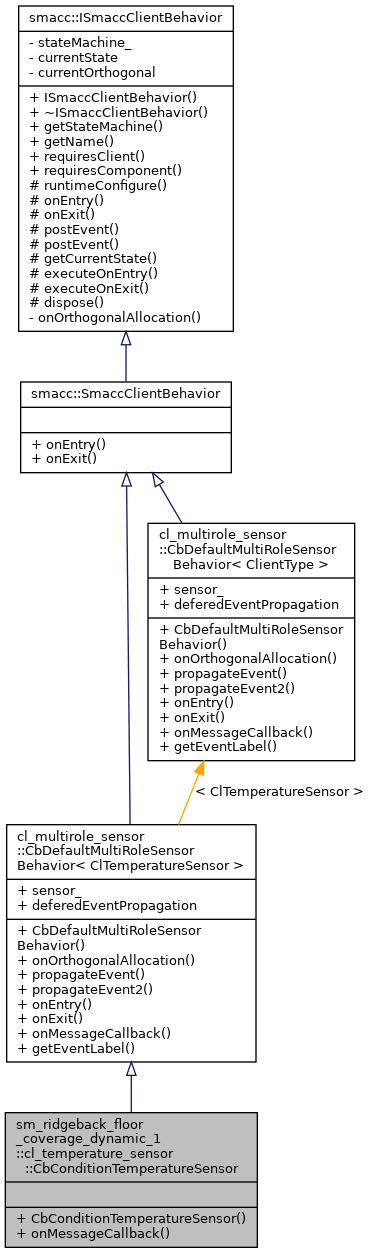 smacc::ISmaccClientBehavior
- stateMachine_
- currentState
- currentOrthogonal
+ ISmaccClientBehavior()
+ ~ISmaccClientBehavior()
+ getStateMachine()
+ getName()
+ requiresClient()
+ requiresComponent()
# runtimeConfigure()
# onEntry()
# onExit()
# postEvent()
# postEvent()
# getCurrentState()
# executeOnEntry()
# executeOnExit()
# dispose()
- onOrthogonalAllocation()
smacc::SmaccClientBehavior
+ onEntry()
+ onExit()
cl_multirole_sensor
::CbDefaultMultiRoleSensor
Behavior< ClientType >
+ sensor_
+ deferedEventPropagation
+ CbDefaultMultiRoleSensor
Behavior()
+ onOrthogonalAllocation()
+ propagateEvent()
+ propagateEvent2()
+ onEntry()
+ onExit()
+ onMessageCallback()
+ getEventLabel()
< ClTemperatureSensor >
cl_multirole_sensor
::CbDefaultMultiRoleSensor
Behavior< ClTemperatureSensor >
+ sensor_
+ deferedEventPropagation
+ CbDefaultMultiRoleSensor
Behavior()
+ onOrthogonalAllocation()
+ propagateEvent()
+ propagateEvent2()
+ onEntry()
+ onExit()
+ onMessageCallback()
+ getEventLabel()
sm_ridgeback_floor
_coverage_dynamic_1
::cl_temperature_sensor
::CbConditionTemperatureSensor
+ CbConditionTemperatureSensor()
+ onMessageCallback()